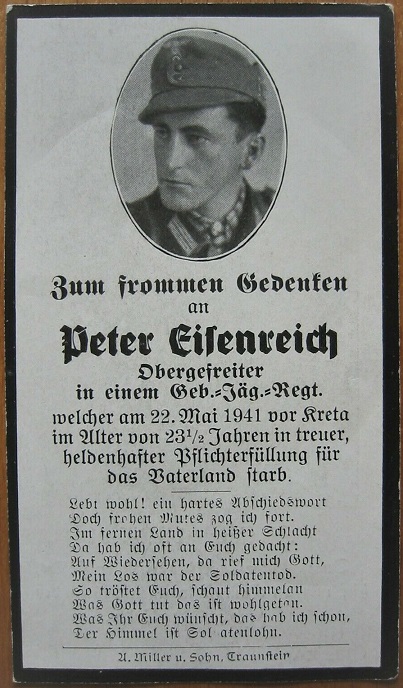 Zum frommen Gedenken
an
Peter Eisenreich
Obergefreiter
in einem Geb.-Jäg.-Regt.
welcher am 22. Mai 1941 vor Kreta
im Alter von 23½ Jahren in treuer,
heldenhafter Pflichterfüllung für
das Vaterland starb.
Lebt wohl! ein hartes Abschiedswort
Doch frohen Mutes zog ich fort.
Im fernen Land in heißer Schlacht
Da hab ich oft an Euch gedacht:
Auf Wiedersehen, da rief mich Gott,
Mein Los war der Soldatentod.
So tröstet Euch, schaut himmelan
Was Gott tut das ist wohlgetan.
Was Ihr Euch wünscht, das hab ich schon,
Der Himmel ist Soldatenlohn.
A. Miller u. Sohn, Traunstein